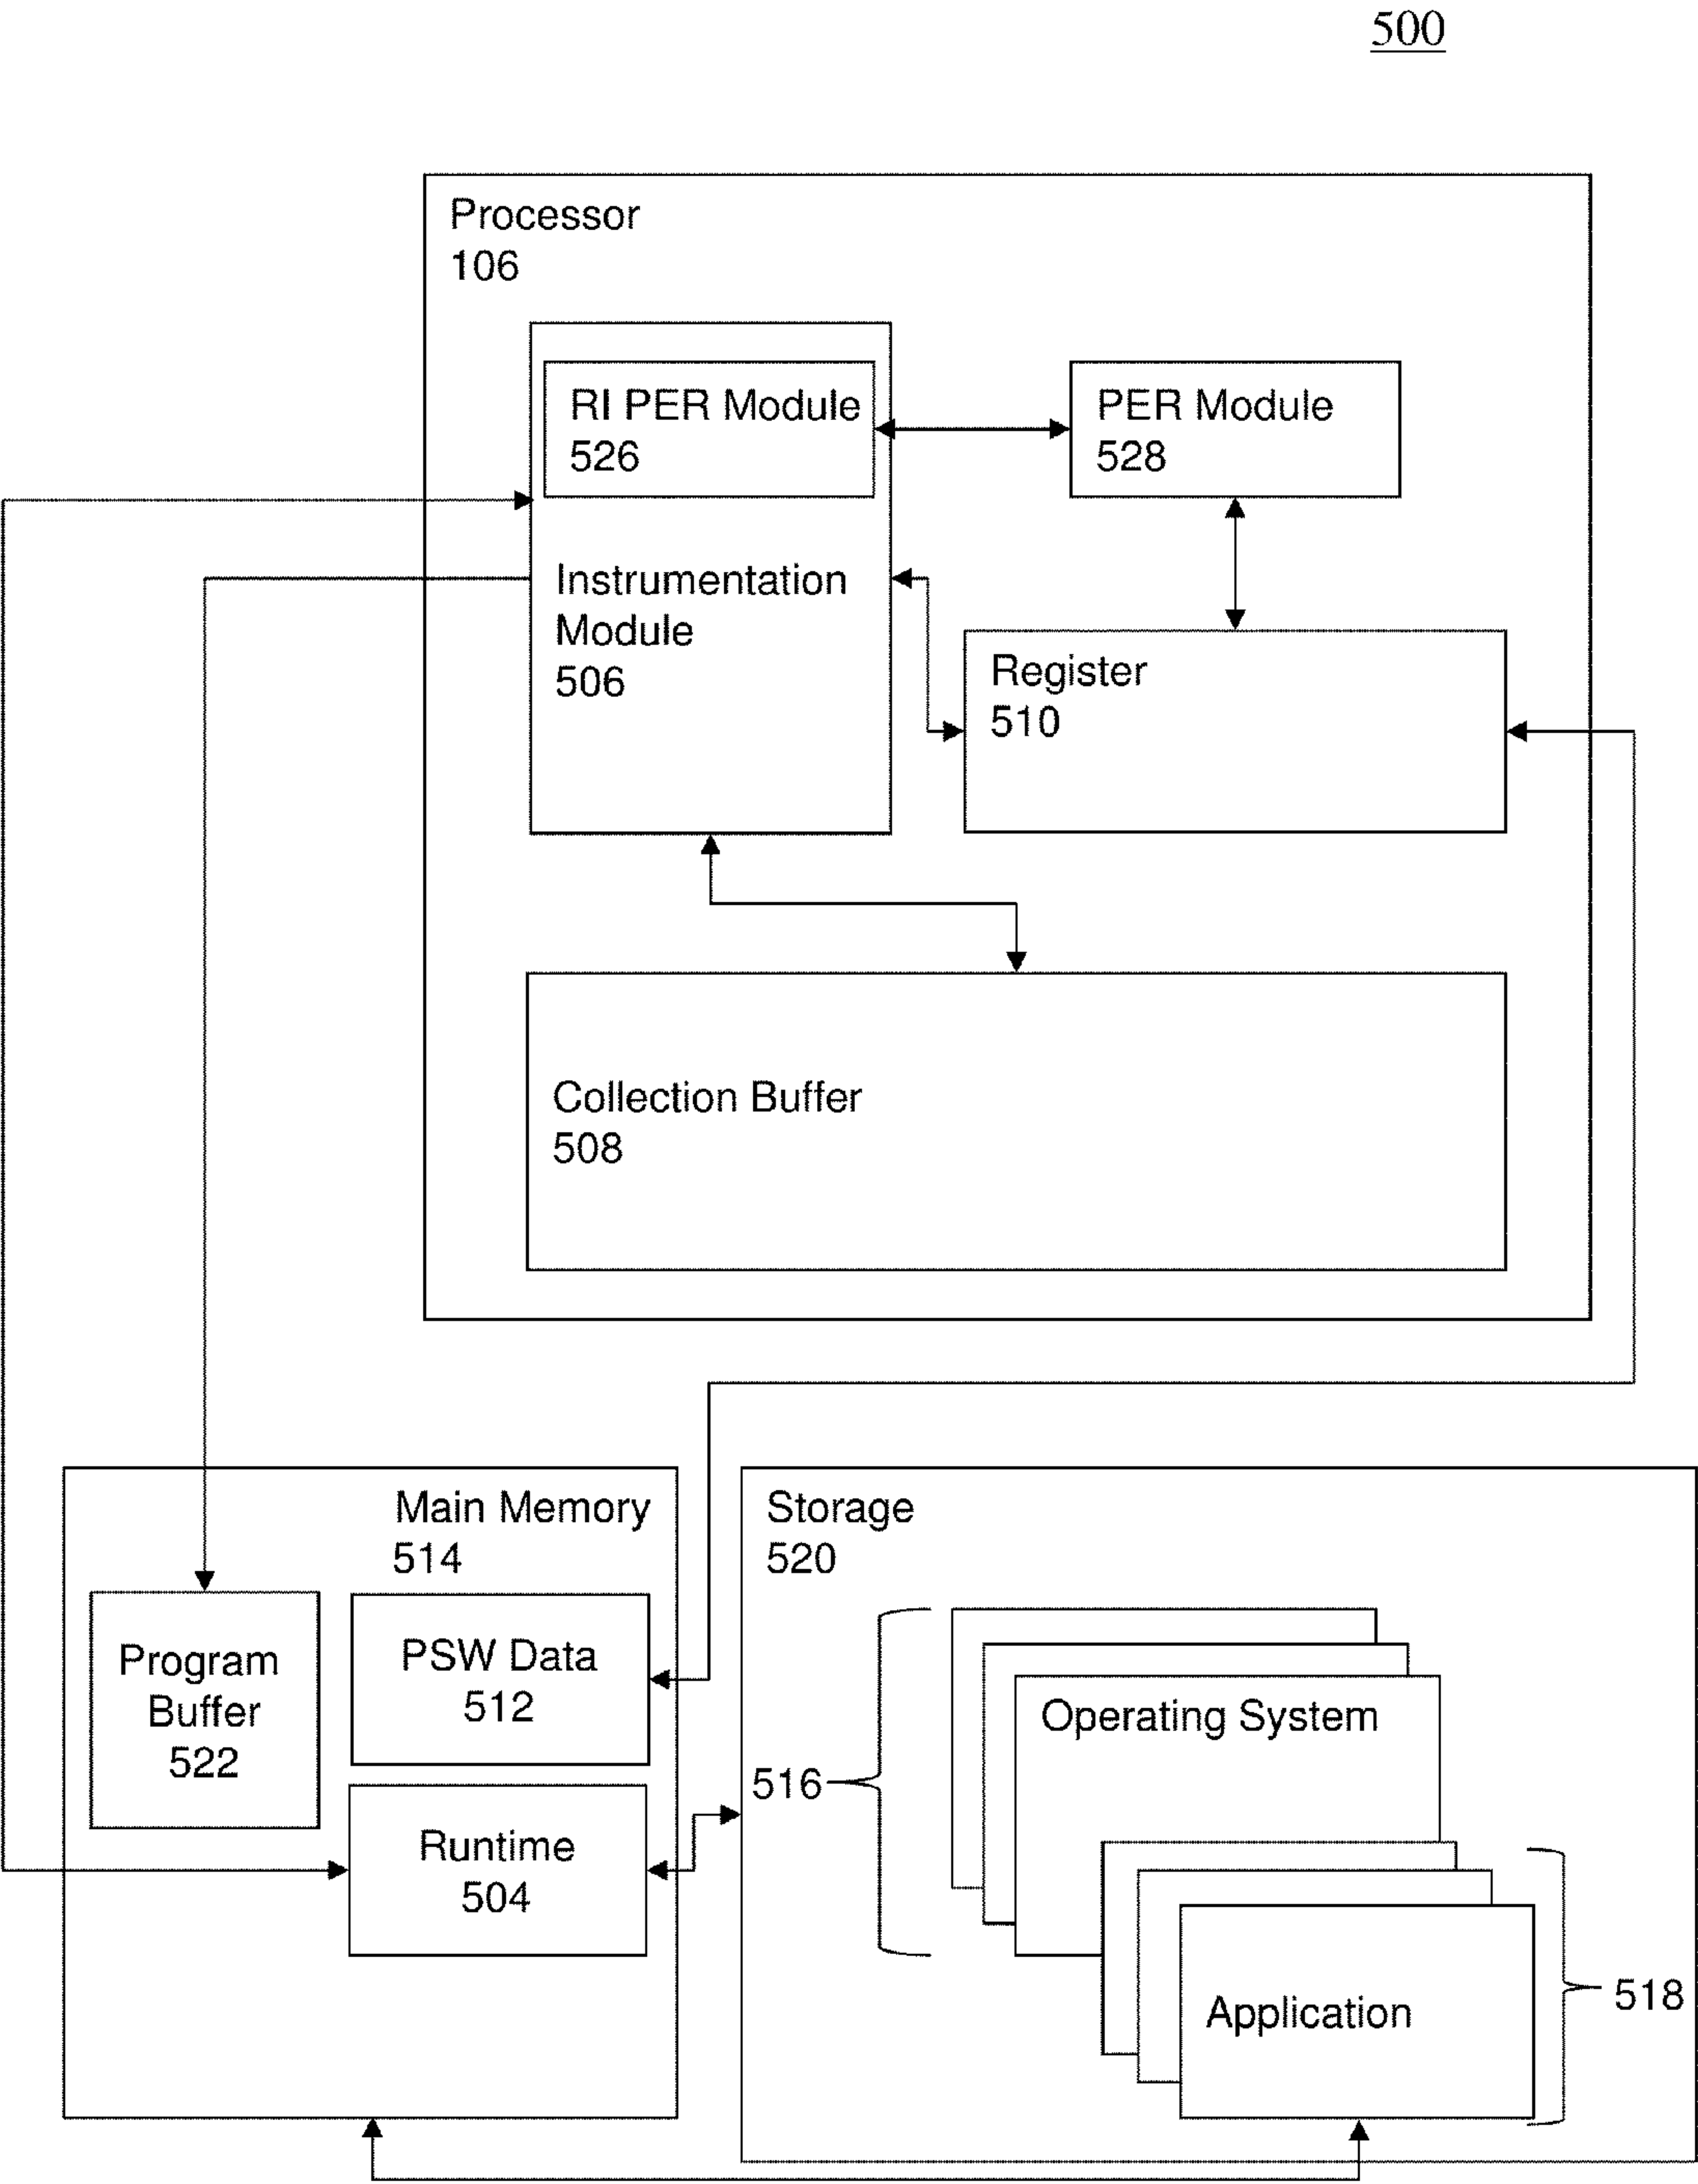 500
Processor
106
RI PER Module
526
PER Module
528
Instrumentation
Module
506
Register
510
Collection Buffer
508
Main Memory
514
Program
Buffer
522
PSW Data
512
Runtime
504
Storage
520
516
Operating System
Application
518